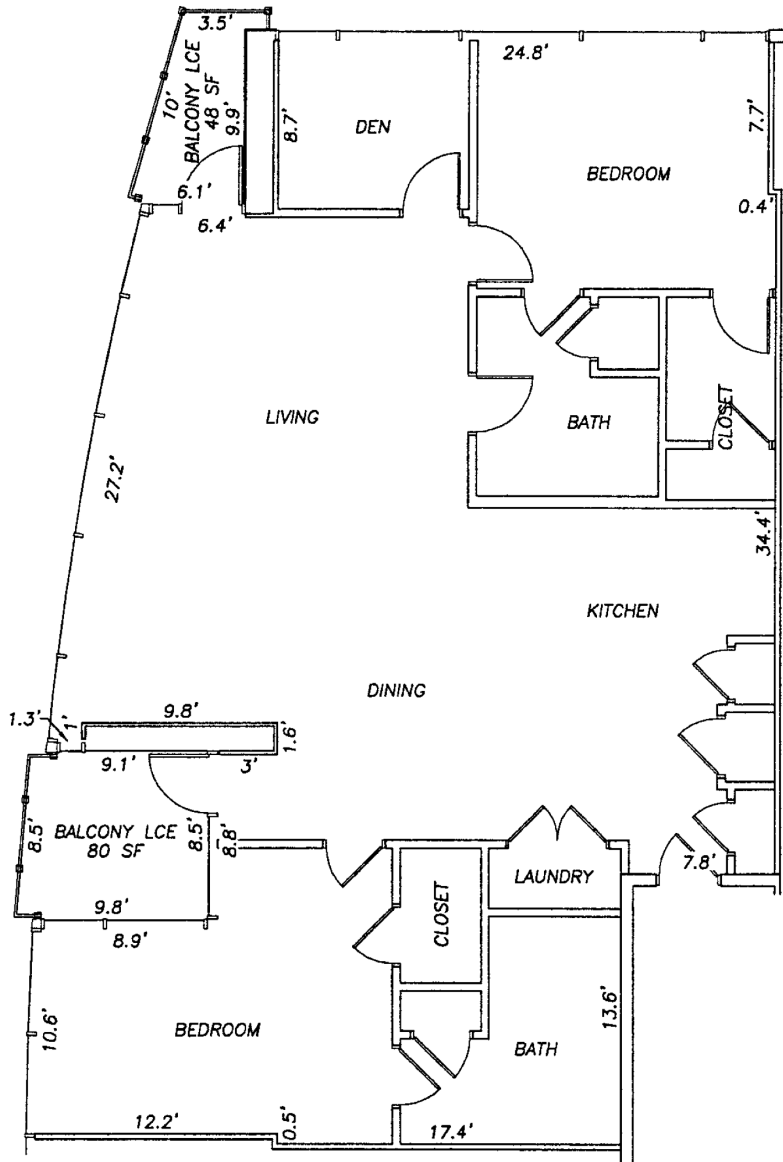 3.5'
BALCONY LCE
48 SF
10'
9.9'
6.1'
6.4'
8.7'
DEN
24.8'
BEDROOM
7.7'
0.4'
LIVING
27.2'
BATH
CLOSET
34.4'
KITCHEN
DINING
1.3'
1'
9.8'
1.6'
9.1'
3'
BALCONY LCE
80 SF
8.5'
8.5'
8.8'
9.8'
8.9'
LAUNDRY
7.8'
CLOSET
10.6'
BEDROOM
BATH
13.6'
12.2'
0.5'
17.4'